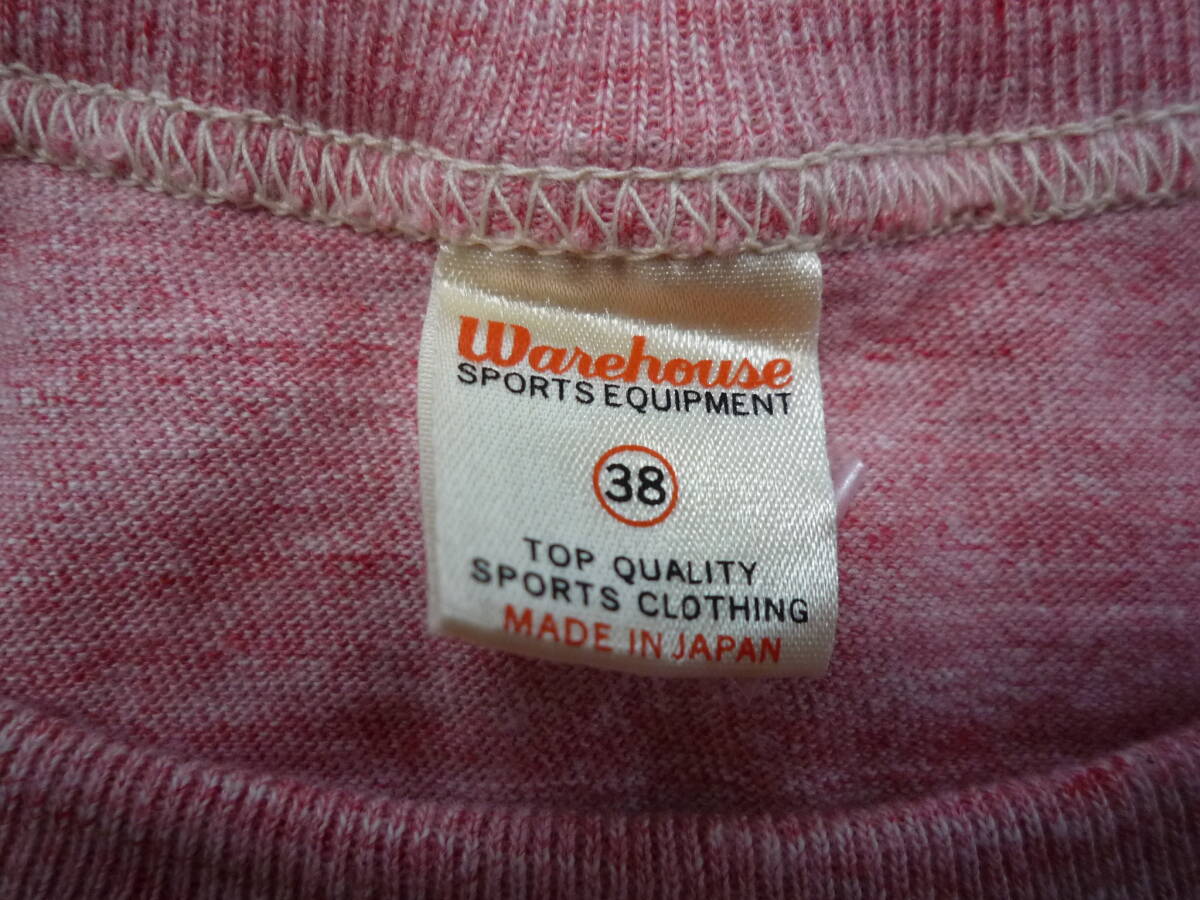 Warehouse
SPORTS EQUIPMENT
38
TOP QUALITY
SPORTS CLOTHING
MADE IN JAPAN